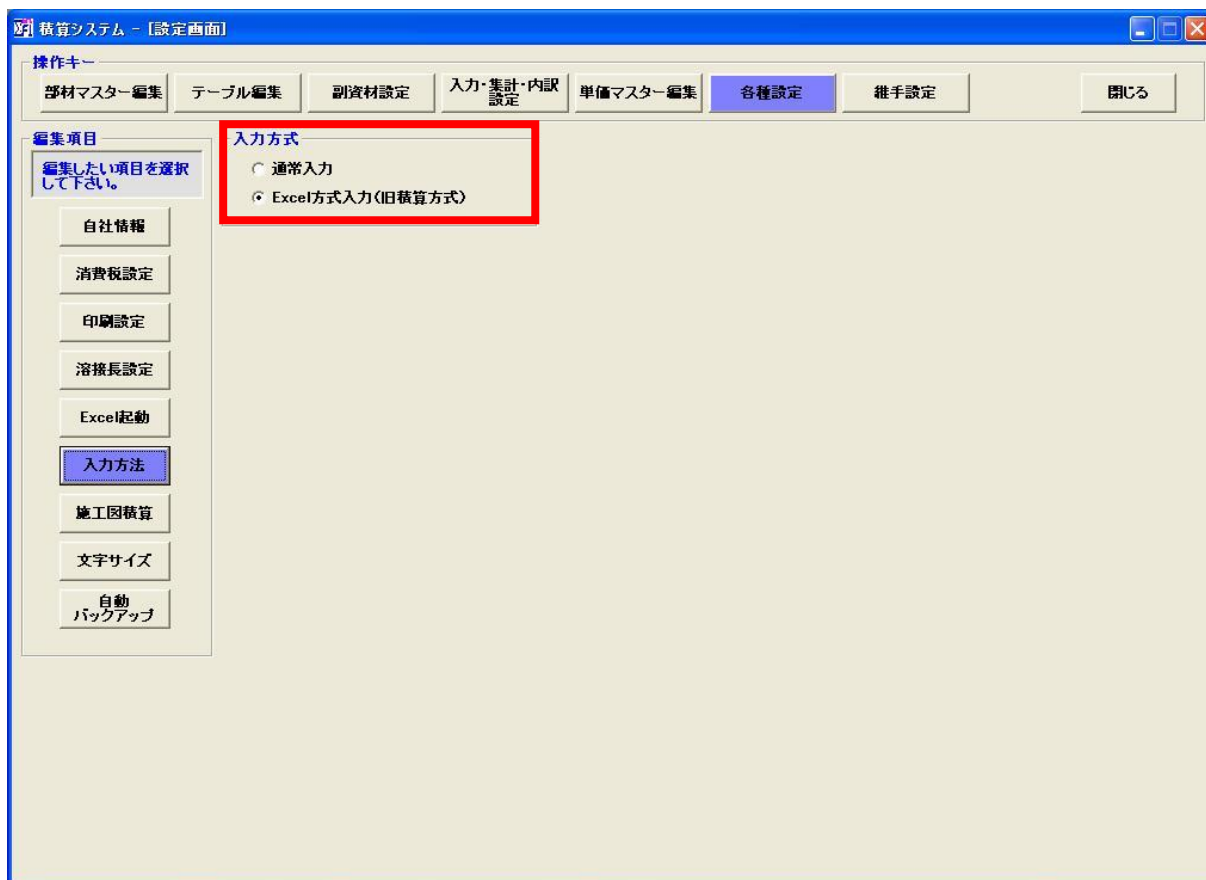 積算システム - [設定画面]
操作キー
部材マスター編集
テーブル編集
副資材設定
入力・集計・内訳
設定
単価マスター編集
各種設定
継手設定
閉じる
編集項目
編集したい項目を選択
して下さい。
自社情報
消費税設定
印刷設定
溶接長設定
Excel起動
入力方法
施工図積算
文字サイズ
自動
バックアップ
入力方式
通常入力
Excel方式入力(旧積算方式)